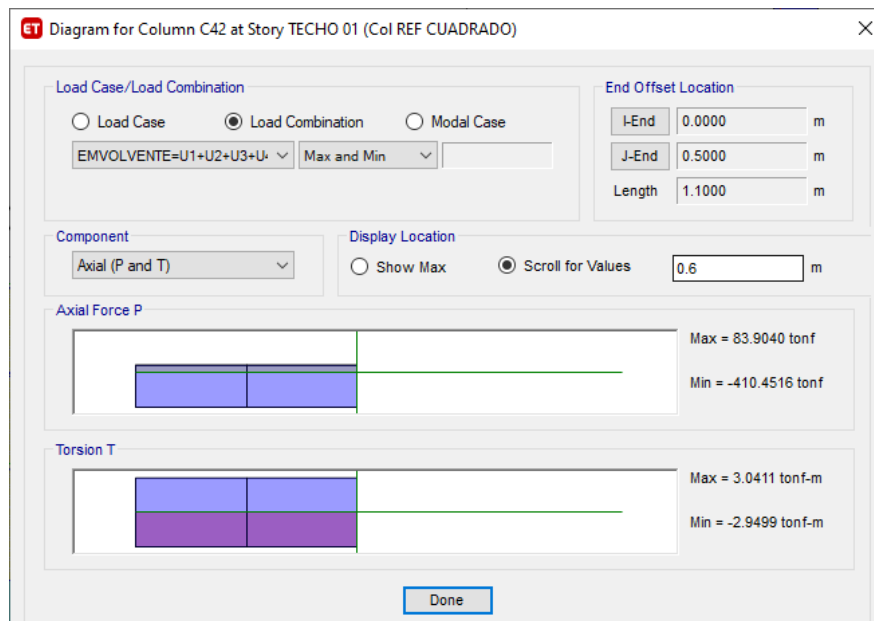 ET Diagram for Column C42 at Story TECHO 01 (Col REF CUADRADO)
Load Case/Load Combination
Load Case Load Combination Modal Case
EMVOLVENTE=U1+U2+U3+U4 Max and Min
End Offset Location
I-End 0.0000 m
J-End 0.5000 m
Length 1.1000 m
Component
Axial (P and T)
Display Location
Show Max Scroll for Values 0.6 m
Axial Force P
Max = 83.9040 tonf
Min = -410.4516 tonf
Torsion T
Max = 3.0411 tonf-m
Min = -2.9499 tonf-m
Done